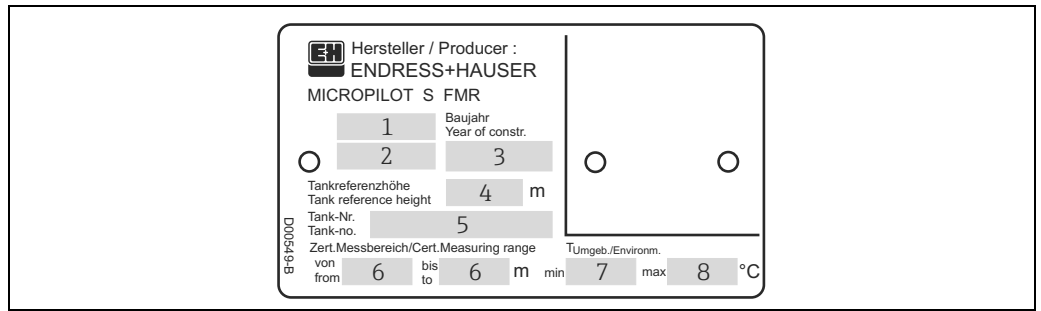 E+H Hersteller / Producer :
ENDRESS+HAUSER
MICROPILOT S FMR
1
Baujahr
Year of constr.
2
3
Tankreferenzhöhe
Tank reference height
4 m
Tank-Nr.
Tank-no.
5
Zert.Messbereich/Cert.Measuring range
TUmgeb./Environm.
von
from
6
bis
to
6 m
min 7 max 8 °C
D00549-B